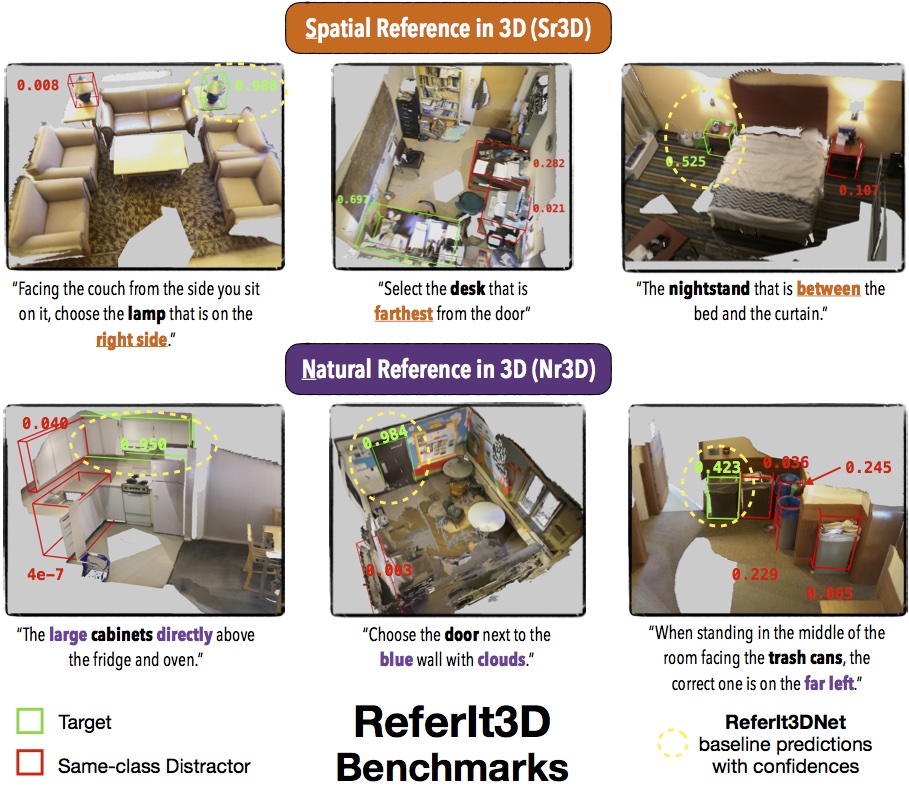 Spatial Reference in 3D (Sr3D)
0.008
0.988
0.282
0.697
0.021
0.525
0.107
“Facing the couch from the side you sit
on it, choose the lamp that is on the
right side.”
“Select the desk that is
farthest from the door”
“The nightstand that is between the
bed and the curtain.”
Natural Reference in 3D (Nr3D)
0.040
0.950
4e-7
0.984
0.003
0.423
0.036
0.245
0.229
0.065
“The large cabinets directly above
the fridge and oven.”
“Choose the door next to the
blue wall with clouds.”
“When standing in the middle of the
room facing the trash cans, the
correct one is on the far left.”
Target
Same-class Distractor
ReferIt3D
Benchmarks
ReferIt3DNet
baseline predictions
with confidences